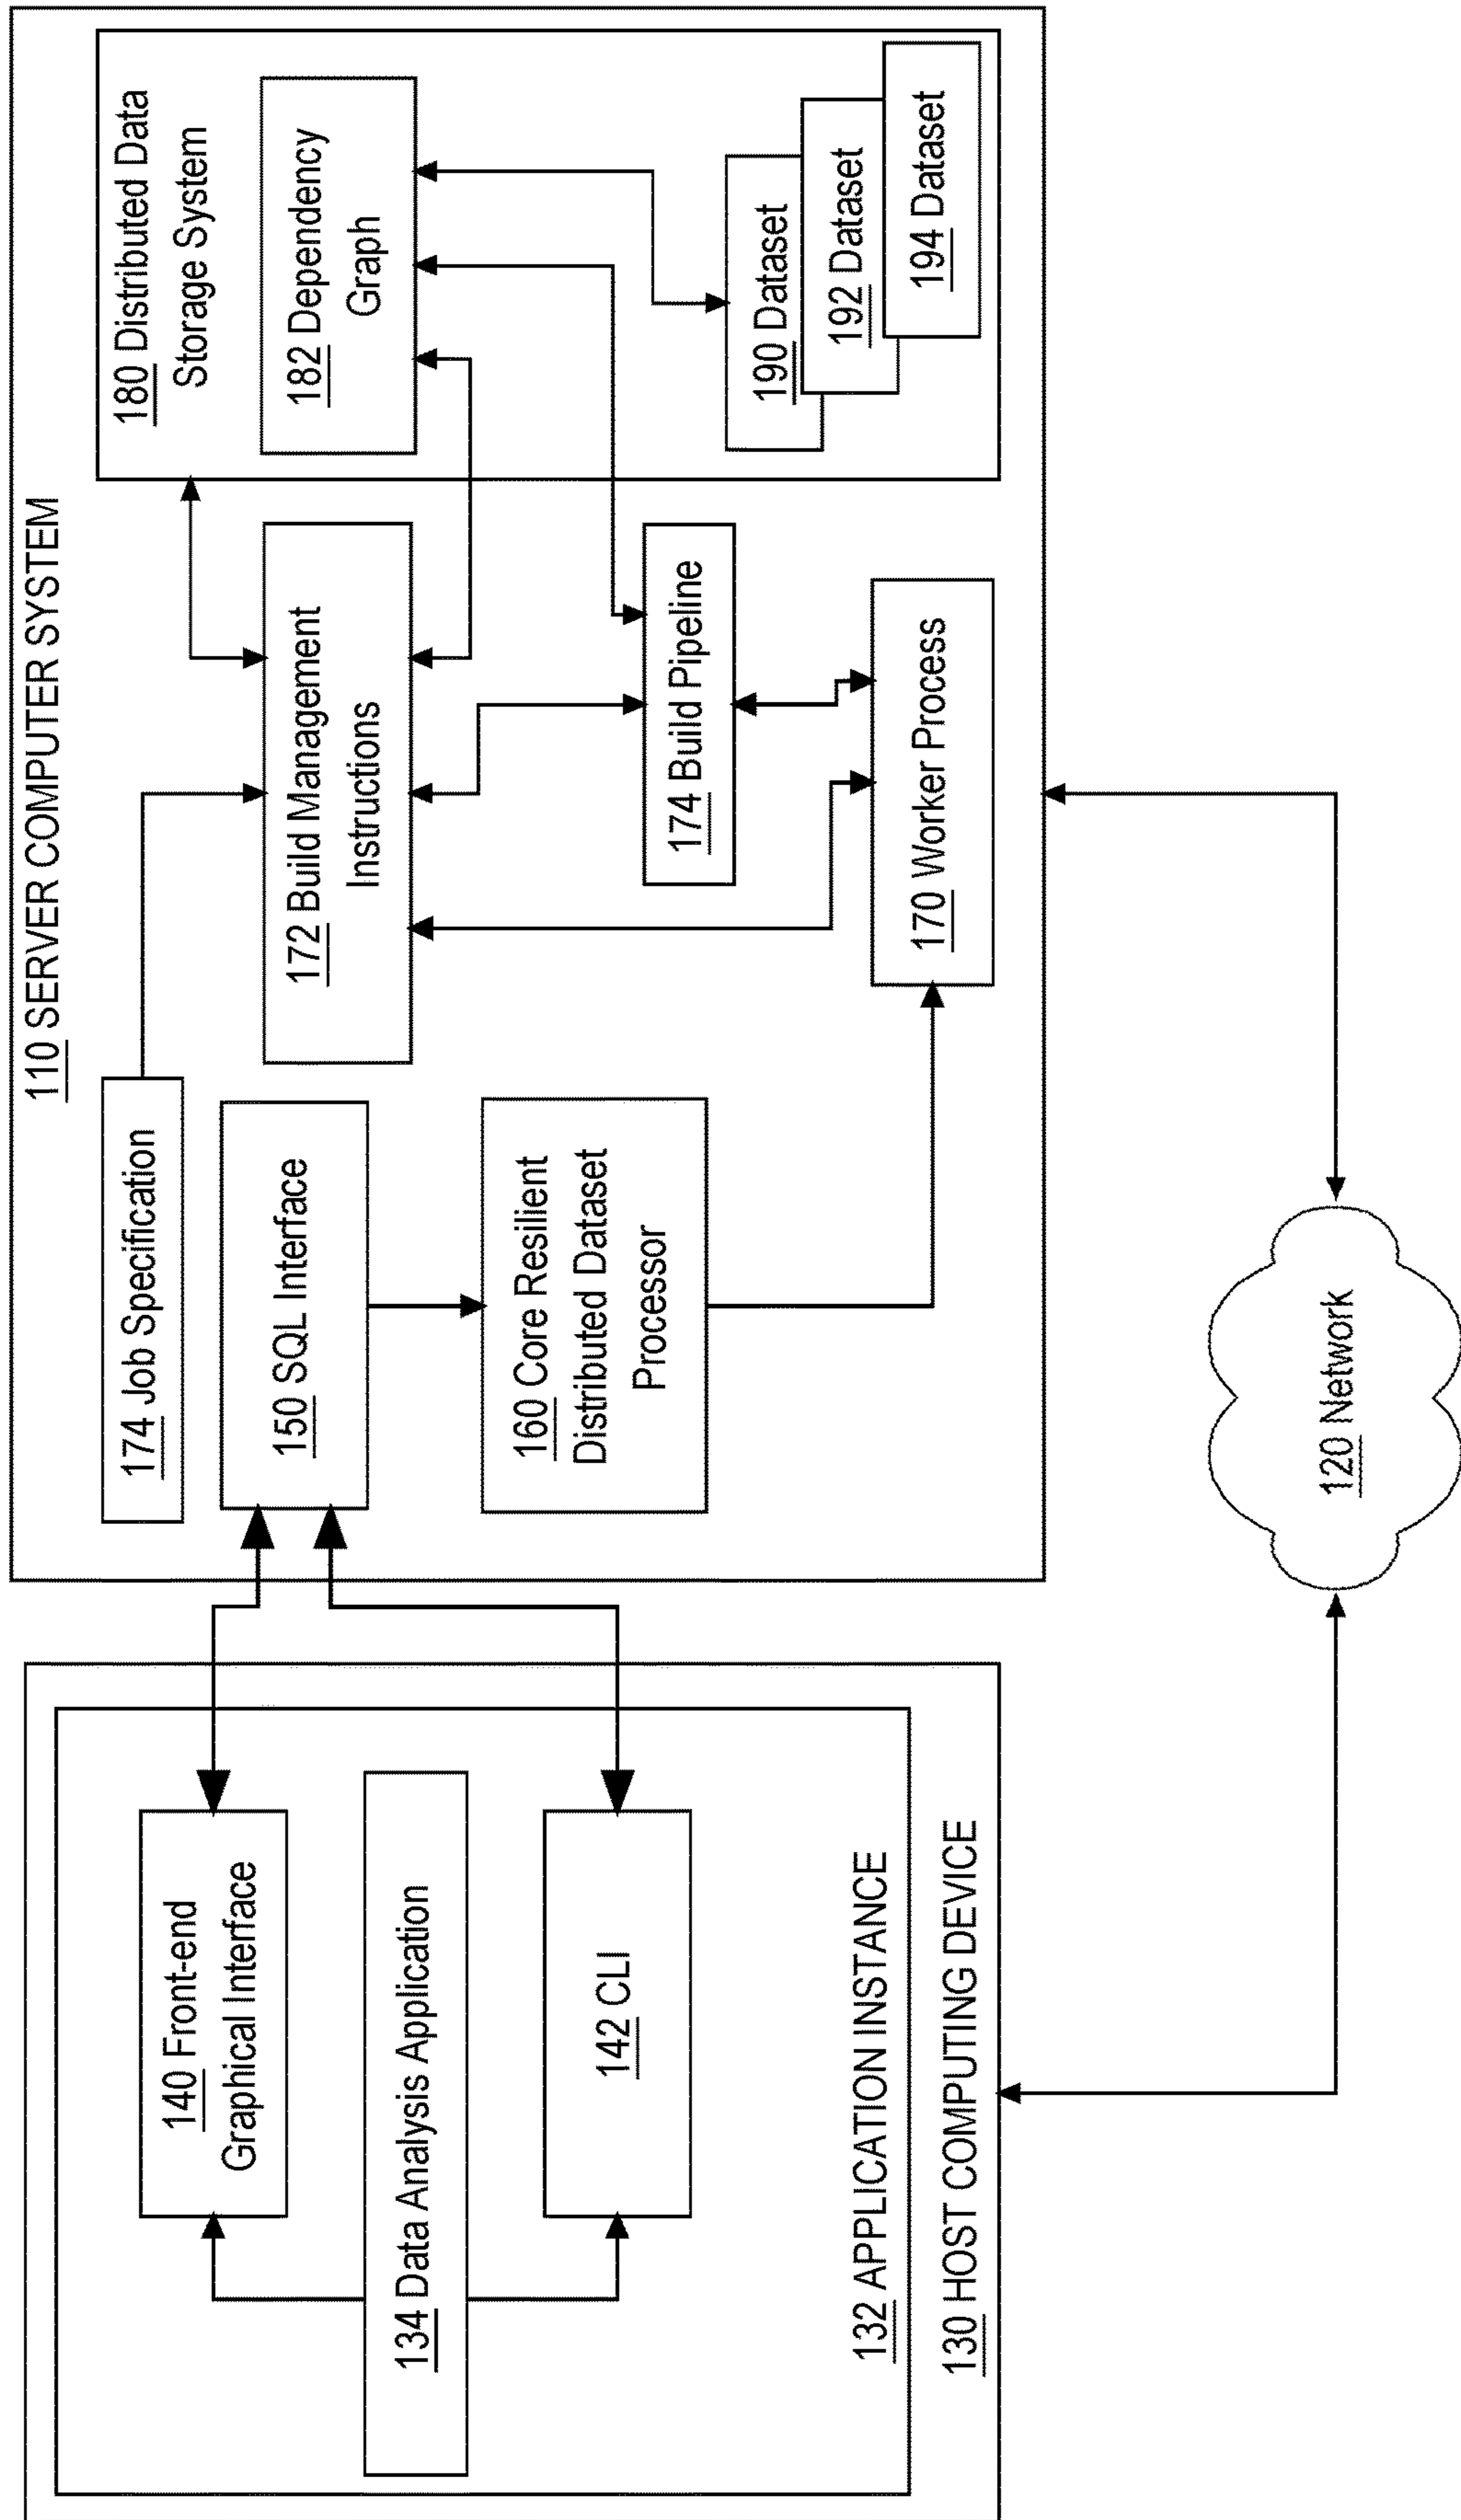 110 SERVER COMPUTER SYSTEM
180 Distributed Data
Storage System
182 Dependency
Graph
190 Dataset
192 Dataset
194 Dataset
172 Build Management
Instructions
174 Build Pipeline
170 Worker Process
174 Job Specification
150 SQL Interface
160 Core Resilient
Distributed Dataset
Processor
140 Front-end
Graphical Interface
134 Data Analysis Application
142 CLI
132 APPLICATION INSTANCE
130 HOST COMPUTING DEVICE
120 Network